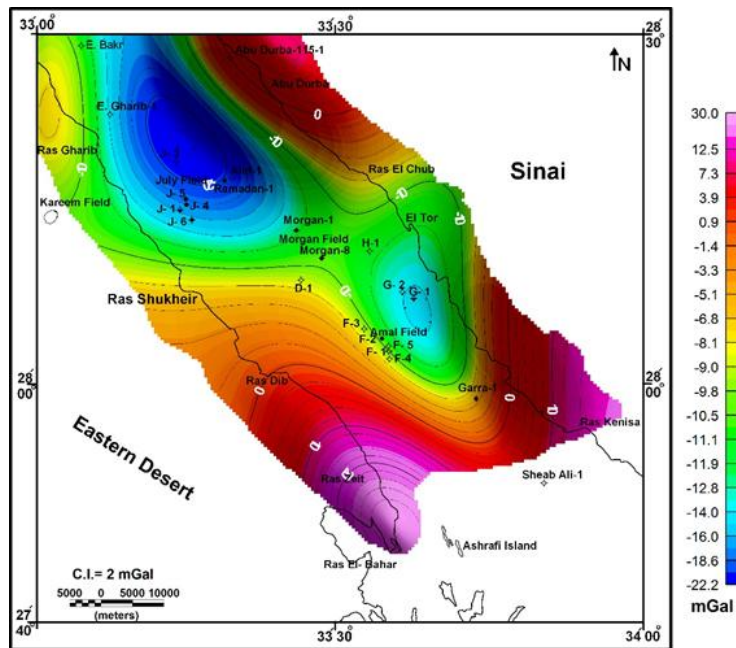 33°00
33°30
28°30
E. Bakr
Abu Durba-115-1
N
Abu Durba
E. Gharib-1
0
30.0
12.5
7.3
3.9
0.9
-1.4
-3.3
-5.1
-6.7
-8.1
-9.0
-9.8
-10.5
-11.1
-11.9
-12.8
-14.0
-16.0
-18.6
-22.2
mGal
Ras Gharib
Ras El Chub
Sinai
July Field
Ramadan-1
Kareem Field
J- 5
J- 1
J- 4
J- 6
Morgan-1
El Tor
Morgan Field
H-1
Morgan-8
D-1
G- 2
G- 1
Ras Shukheir
F-3
Amal Field
F-2
F- 5
F-4
28°00
Ras Dib
0
Garra-1
0
28°00
Ras Kenisa
Eastern Desert
Ras Zeit
Sheab Ali-1
Ashrafi Island
Ras El- Bahar
C.I.= 2 mGal
5000 0 5000 10000
(meters)
27°40
33°30
34°00